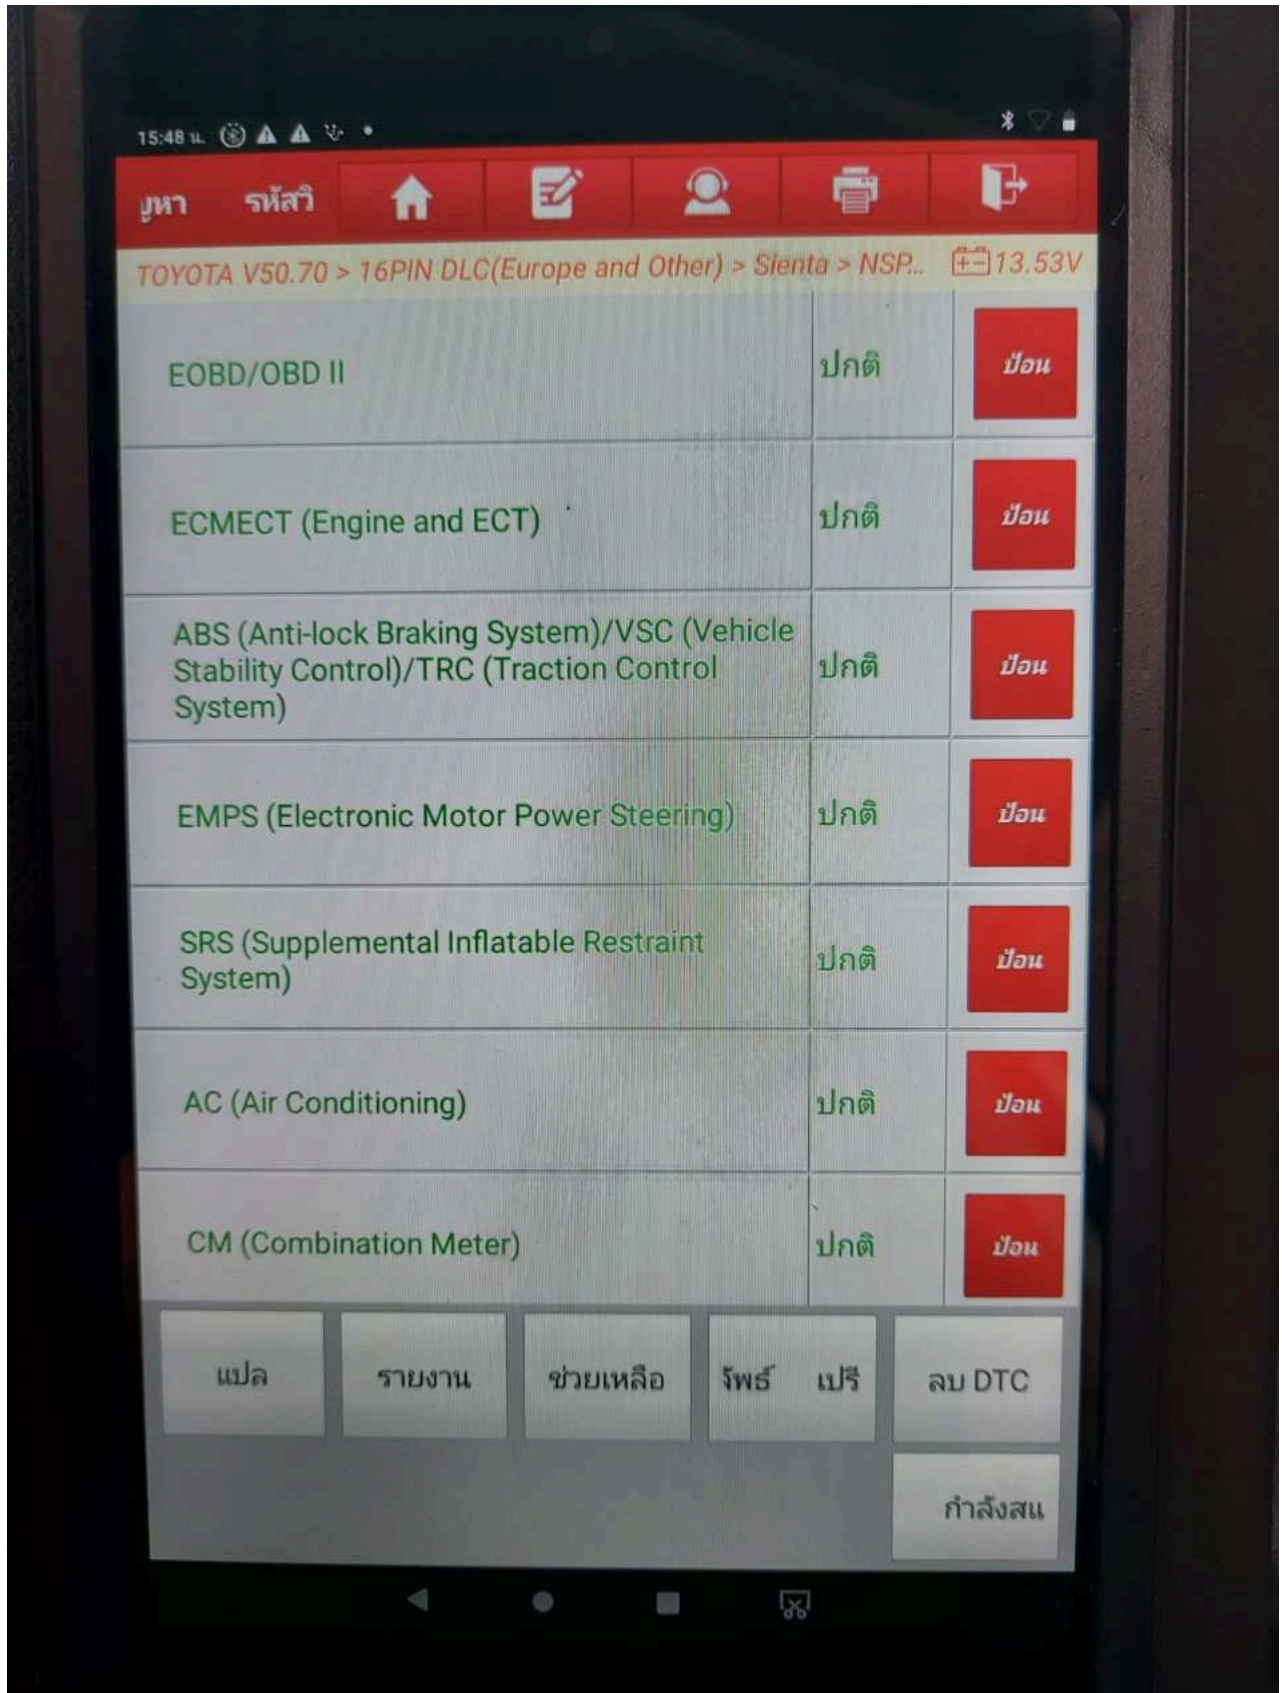 15:48 น.
รหัสวิ
TOYOTA V50.70 > 16PIN DLC(Europe and Other) > Sienta > NSP... 13.53V
EOBD/OBD II ปกติ ป้อน
ECMECT (Engine and ECT) ปกติ ป้อน
ABS (Anti-lock Braking System)/VSC (Vehicle
Stability Control)/TRC (Traction Control
System) ปกติ ป้อน
EMPS (Electronic Motor Power Steering) ปกติ ป้อน
SRS (Supplemental Inflatable Restraint
System) ปกติ ป้อน
AC (Air Conditioning) ปกติ ป้อน
CM (Combination Meter) ปกติ ป้อน
แปล รายงาน ช่วยเหลือ เปรี ลบ DTC
กำลังสแ